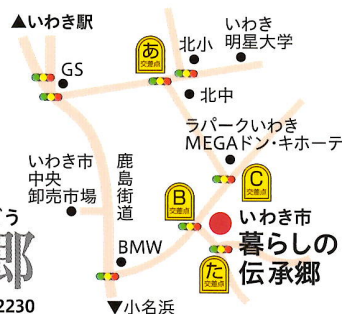 ▲いわき駅
いわき
明星大学
北小
あ
交差点
GS
北中
ラパークいわき
MEGAドン・キホーテ
いわき市
中央
卸売市場
鹿島街道
C
交差点
B
交差点
いわき市
暮らしの
伝承郷
う
郷
BMW
た
交差点
2230
▼小名浜